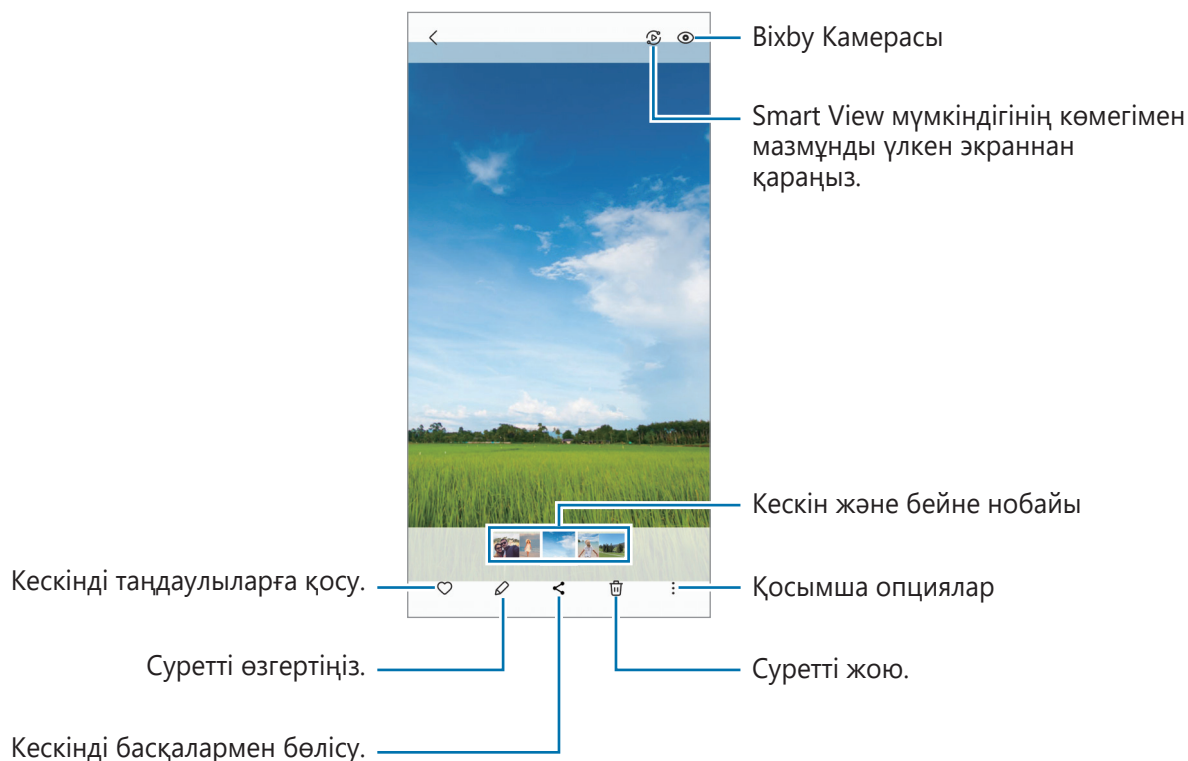 Bixby Камерасы
Smart View мүмкіндігінің көмегімен
мазмұнды үлкен экраннан
қараңыз.
Кескін және бейне нобайы
Кескінді таңдаулыларға қосу.
Қосымша опциялар
Суретті өзгертіңіз.
Суретті жою.
Кескінді басқалармен бөлісу.